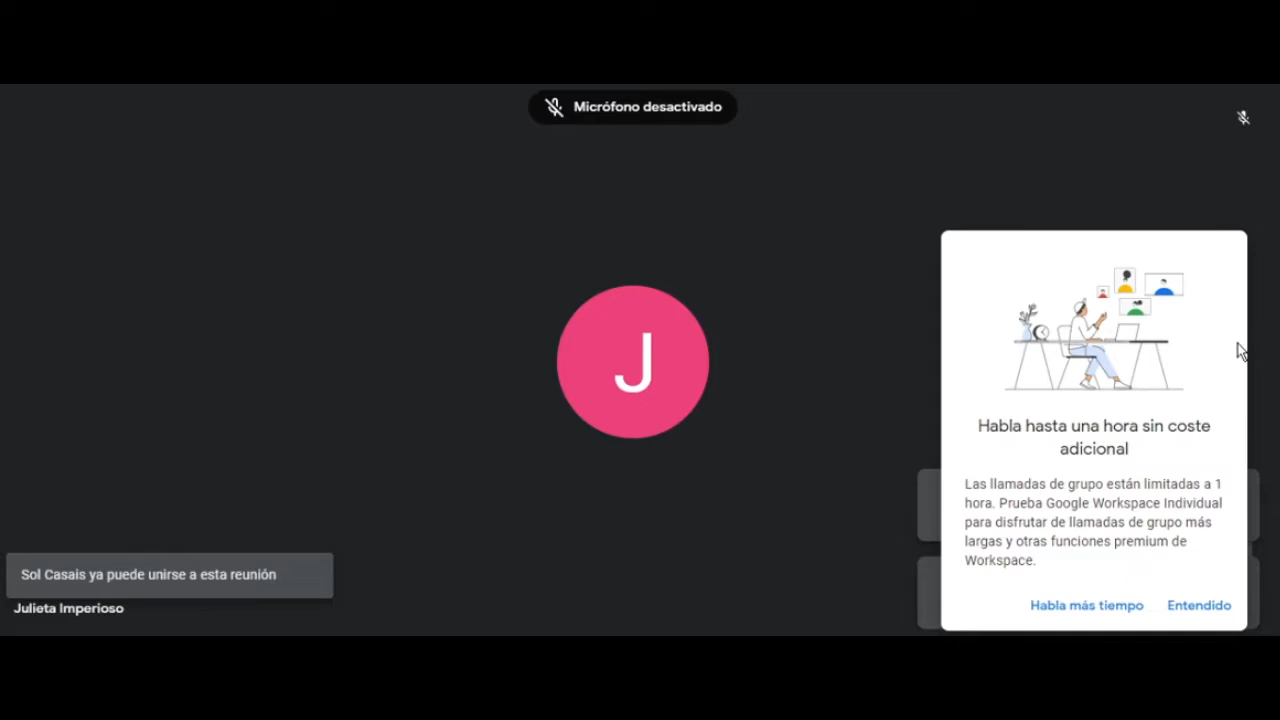 Micrófono desactivado
J
Habla hasta una hora sin coste
adicional
Las llamadas de grupo están limitadas a 1
hora. Prueba Google Workspace Individual
para disfrutar de llamadas de grupo más
largas y otras funciones premium de
Workspace.
Habla más tiempo Entendido
Sol Casais ya puede unirse a esta reunión
Julieta Imperioso